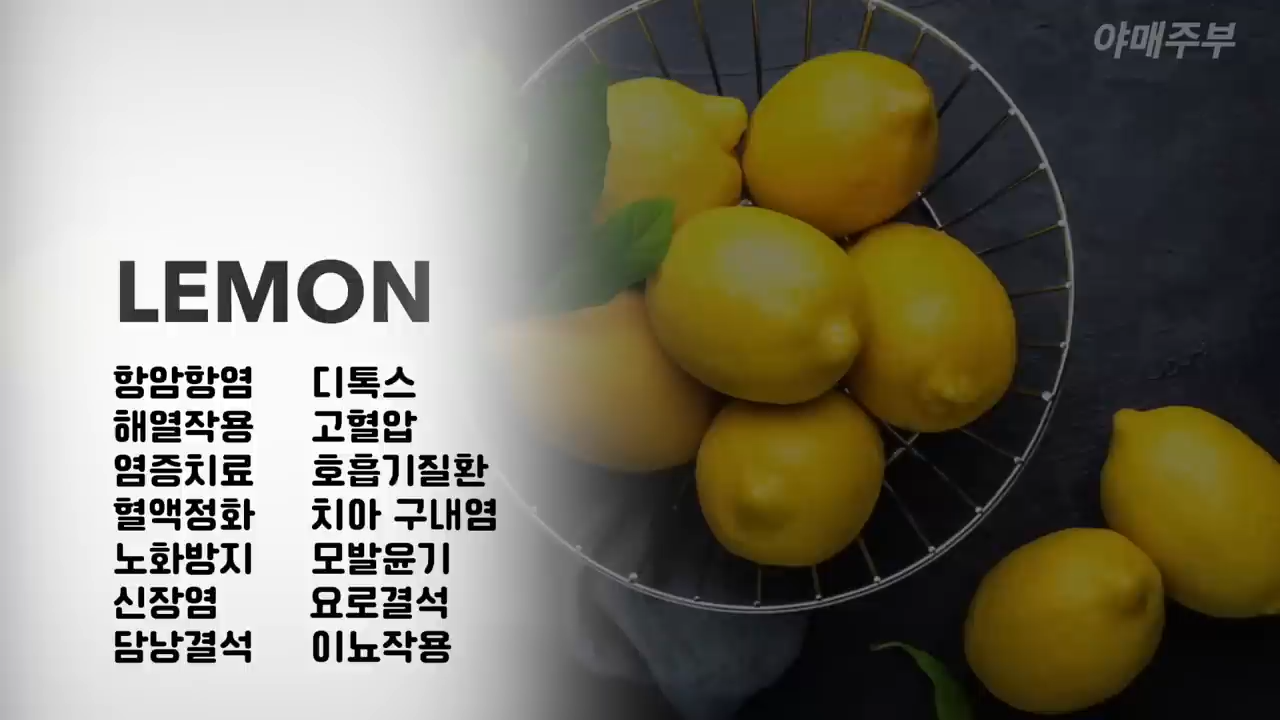 야매주부
LEMON
항암항염 디톡스
해열작용 고혈압
염증치료 호흡기질환
혈액정화 치아 구내염
노화방지 모발윤기
신장염 요로결석
담낭결석 이뇨작용